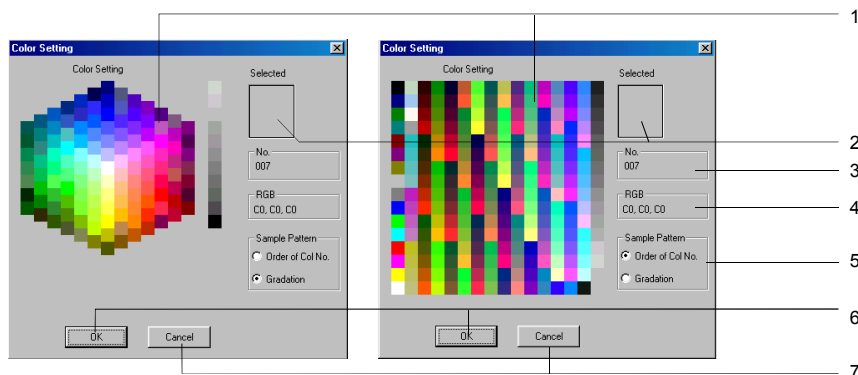 1
Color Setting
Color Setting
Selected
No.
007
RGB
C0, C0, C0
Sample Pattern
Order of Col No.
Gradation
OK
Cancel
Color Setting
Color Setting
Selected
No.
007
RGB
C0, C0, C0
Sample Pattern
Order of Col No.
Gradation
OK
Cancel
2
3
4
5
6
7